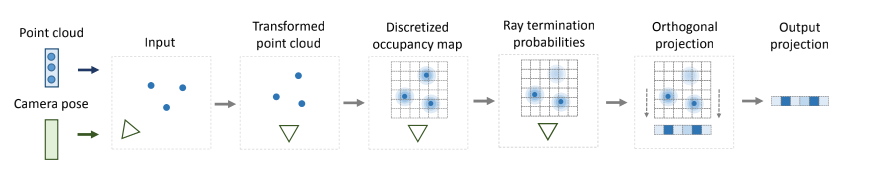 Point cloud
Camera pose
Input
Transformed
point cloud
Discretized
occupancy map
Ray termination
probabilities
Orthogonal
projection
Output
projection